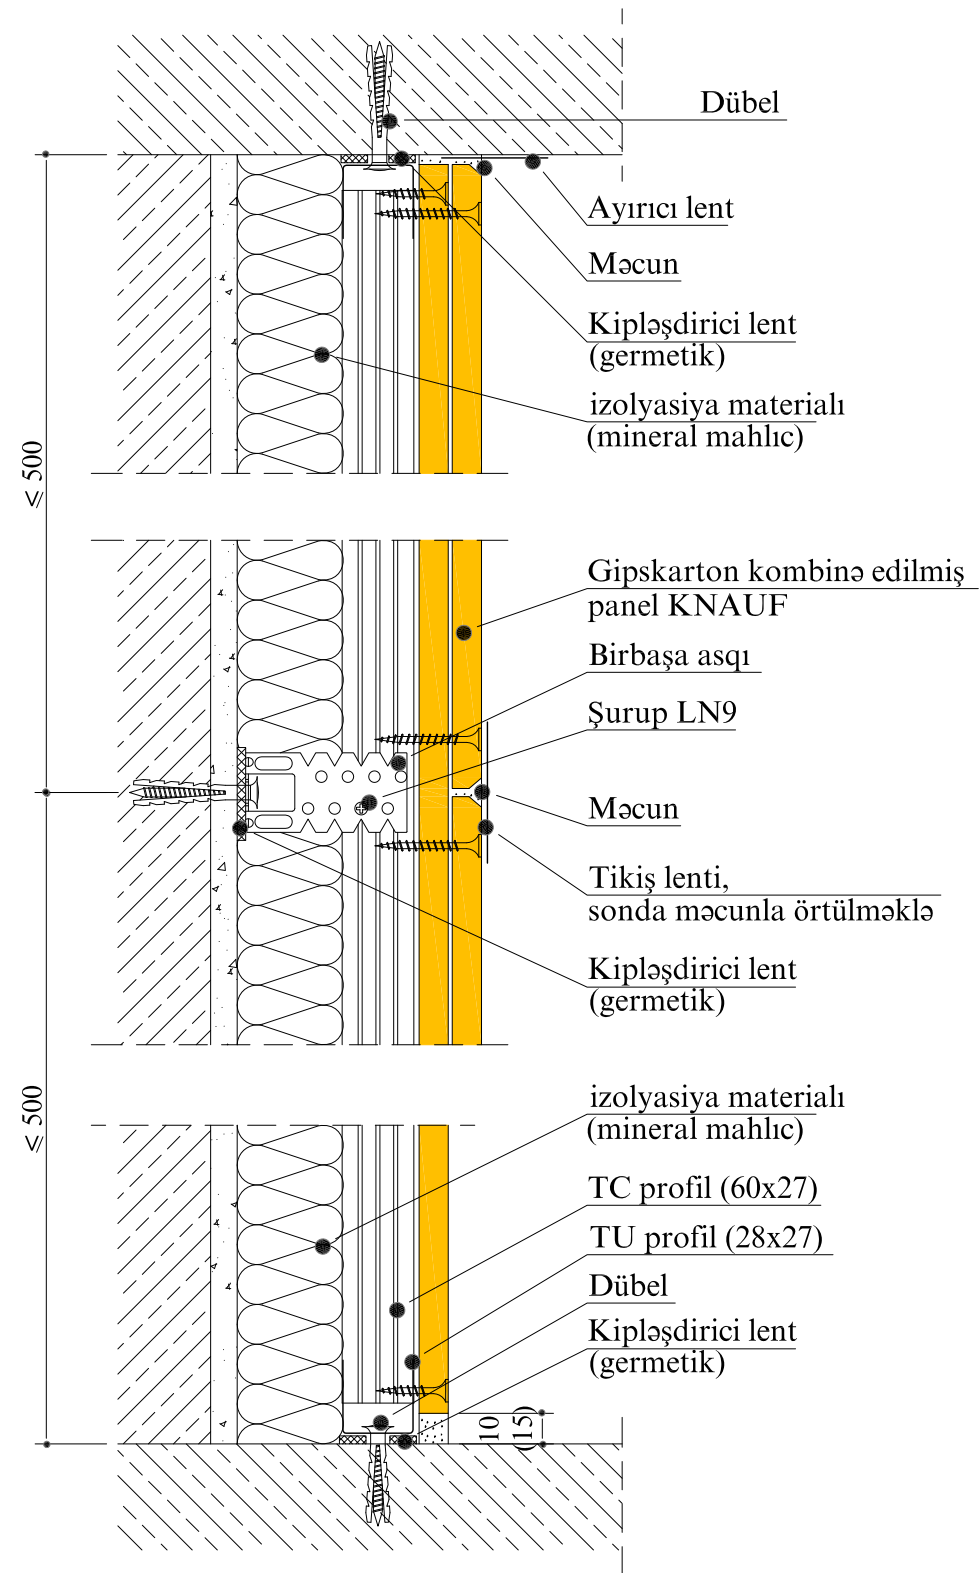 Dübel
Ayırıcı lent
Məcun
Kipləşdirici lent
(germetik)
izolyasiya materialı
(mineral mahlıc)
≤ 500
Gipskarton kombinə edilmiş
panel KNAUF
Birbaşa asqı
Şurup LN9
Məcun
Tikiş lenti,
sonda məcunla örtülməklə
Kipləşdirici lent
(germetik)
≤ 500
izolyasiya materialı
(mineral mahlıc)
TC profil (60x27)
TU profil (28x27)
Dübel
Kipləşdirici lent
(germetik)
10
(15)